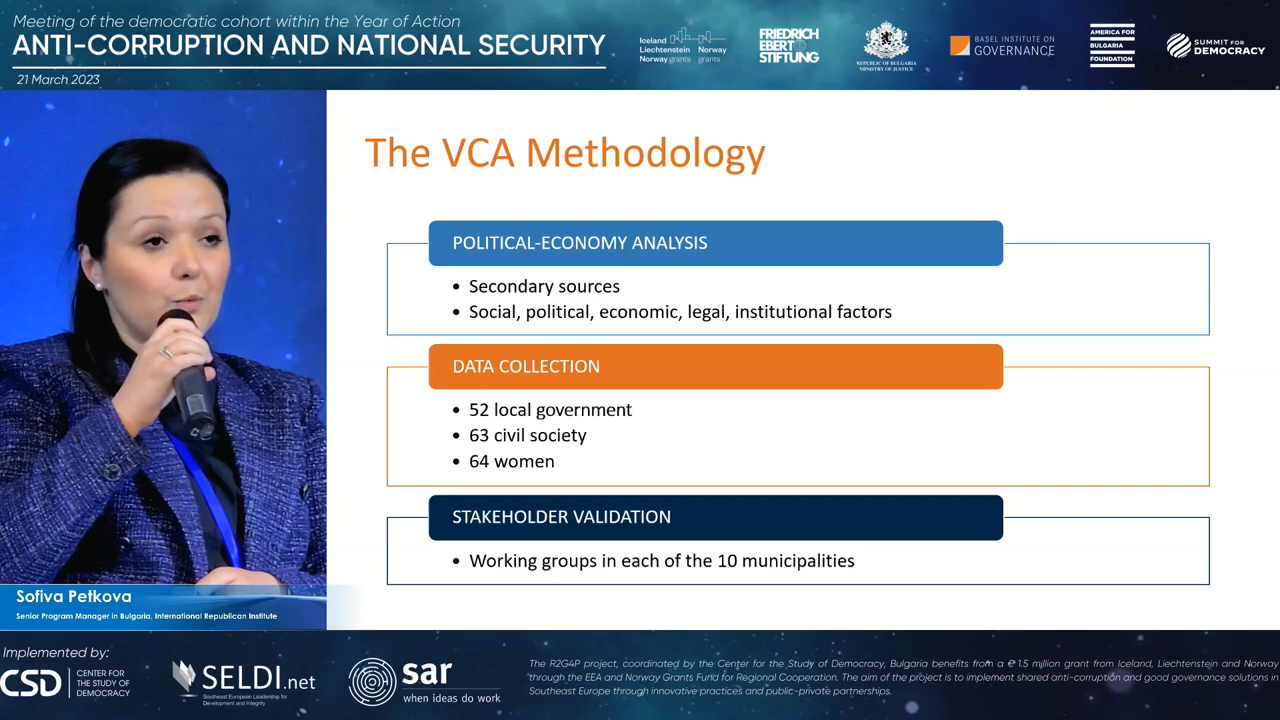 Meeting of the democratic cohort within the Year of Action
ANTI-CORRUPTION AND NATIONAL SECURITY
21 March 2023
Iceland
Liechtenstein Norway
Norway grants grants
FRIEDRICH
EBERT
STIFTUNG
REPUBLIC OF BULGARIA
MINISTRY OF JUSTICE
BASEL INSTITUTE ON
GOVERNANCE
AMERICA FOR
BULGARIA
FOUNDATION
SUMMIT FOR
DEMOCRACY
The VCA Methodology
POLITICAL-ECONOMY ANALYSIS
• Secondary sources
• Social, political, economic, legal, institutional factors
DATA COLLECTION
• 52 local government
• 63 civil society
• 64 women
STAKEHOLDER VALIDATION
• Working groups in each of the 10 municipalities
Sofiva Petkova
Senior Program Manager in Bulgaria, International Republican Institute
Implemented by:
CSD
CENTER FOR
THE STUDY OF
DEMOCRACY
SELDI.net
Southeast European Leadership for
Development and Integrity
sar
when ideas do work
The R2G4P project, coordinated by the Center for the Study of Democracy, Bulgaria benefits from a € 1.5 million grant from Iceland, Liechtenstein and Norway
through the EEA and Norway Grants Fund for Regional Cooperation. The aim of the project is to implement shared anti-corruption and good governance solutions in
Southeast Europe through innovative practices and public-private partnerships.